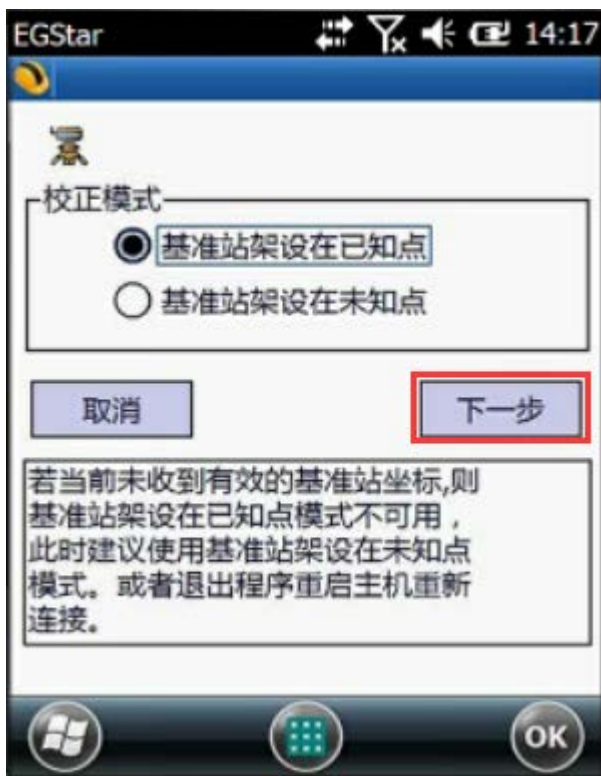 EGStar 14:17
校正模式
基准站架设在已知点
基准站架设在未知点
取消 下一步
若当前未收到有效的基准站坐标,则
基准站架设在已知点模式不可用，
此时建议使用基准站架设在未知点
模式。或者退出程序重启主机重新
连接。
OK